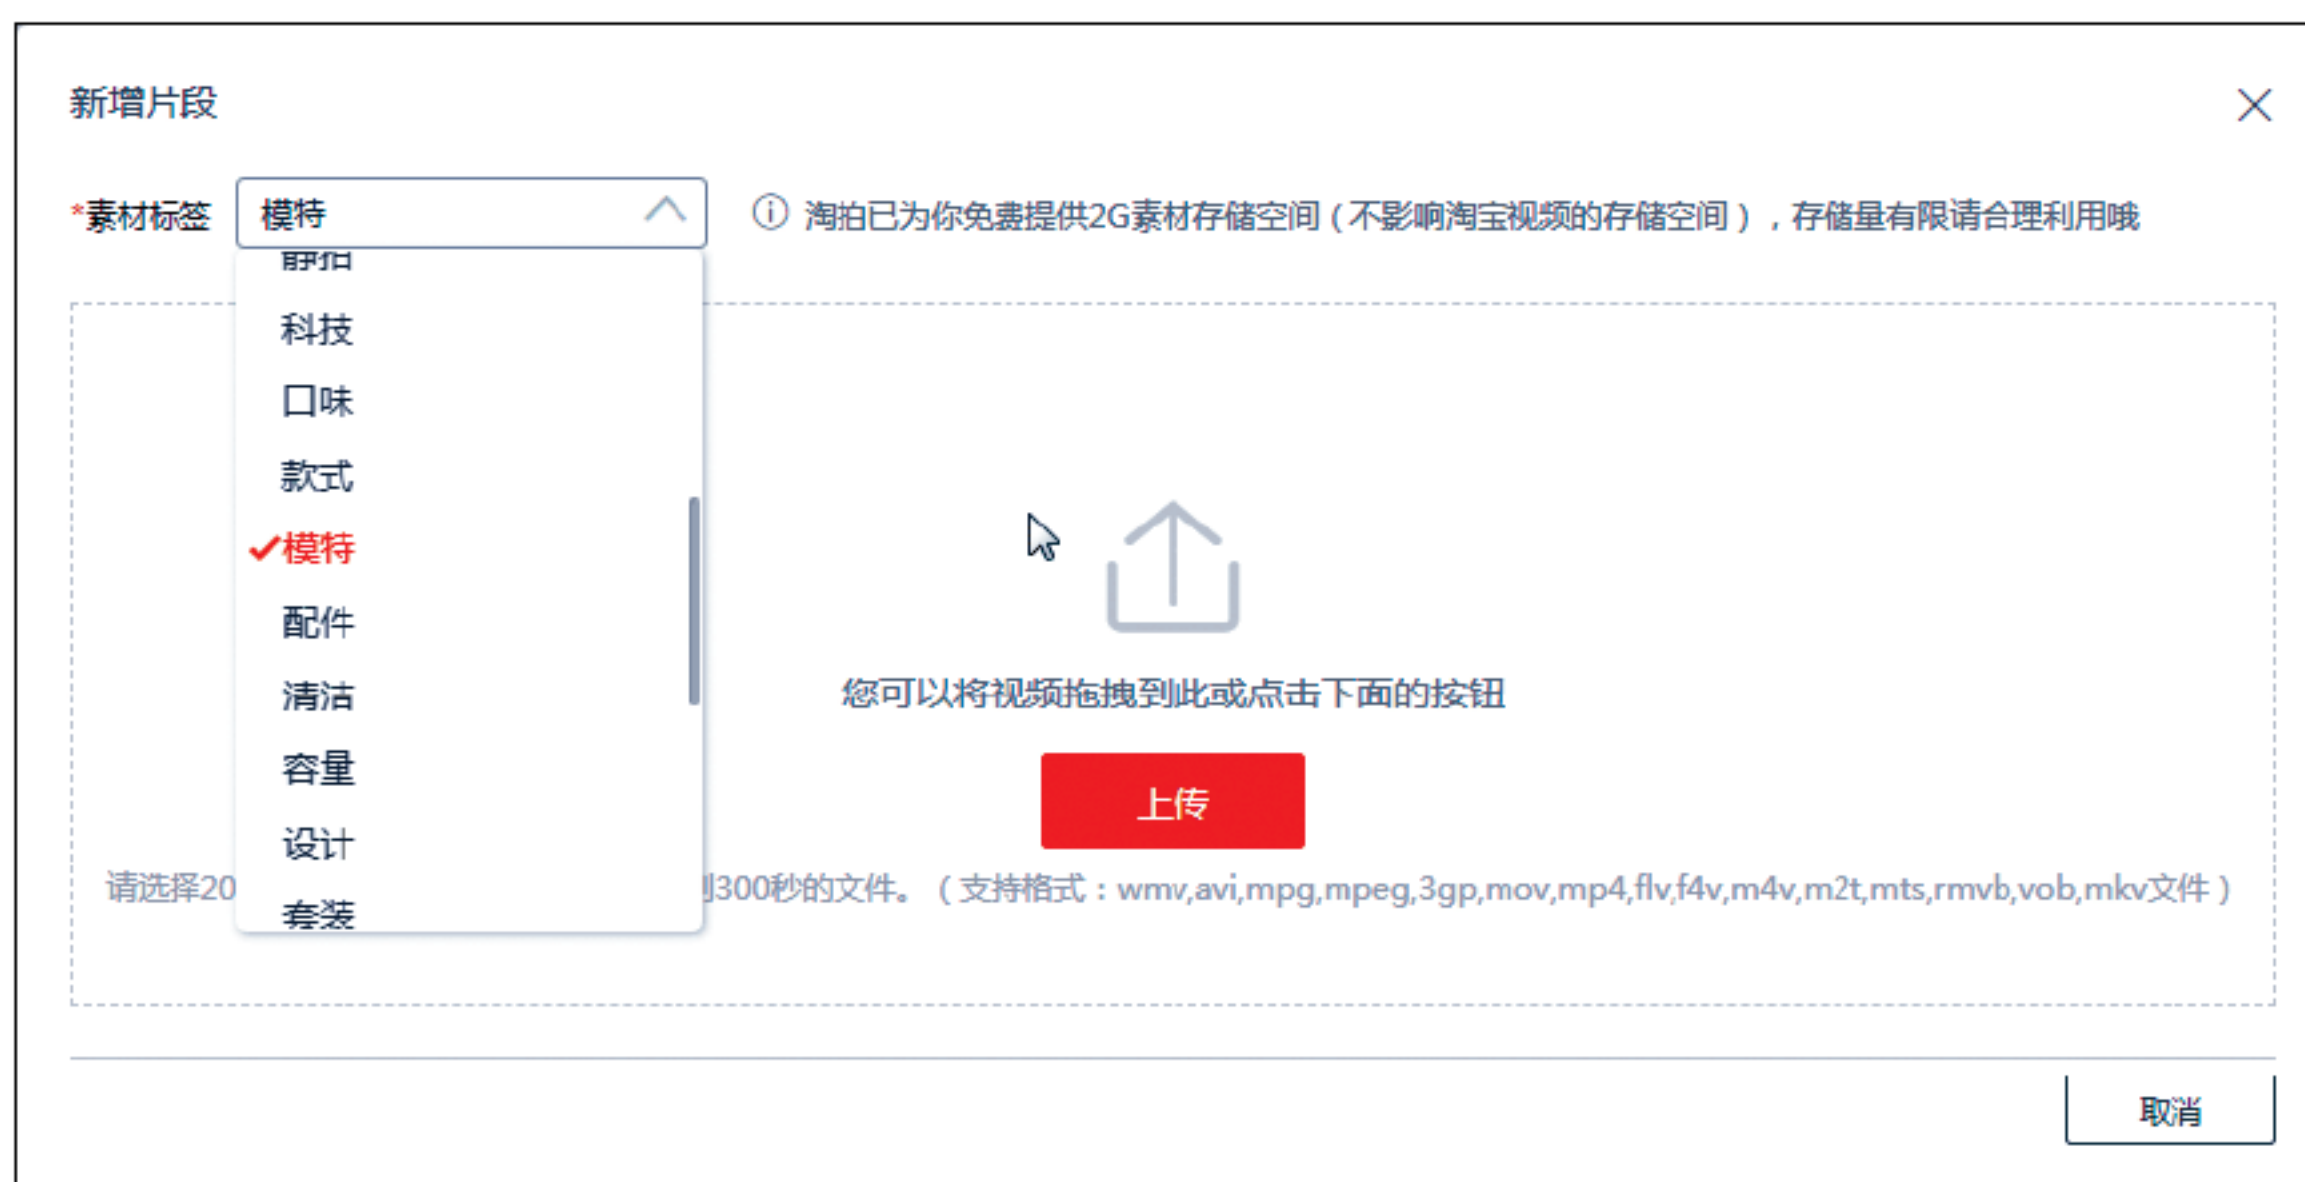 新增片段
*素材标签 模特 淘拍已为你免费提供2G素材存储空间（不影响淘宝视频的存储空间），存储量有限请合理利用哦
静拍
科技
口味
款式
模特
配件
清洁
容量
设计
套装
您可以将视频拖拽到此或点击下面的按钮
上传
请选择20
到300秒的文件。（支持格式：wmv,avi,mpg,mpeg,3gp,mov,mp4,flv,f4v,m4v,m2t,mts,rmvb,vob,mkv文件）
取消